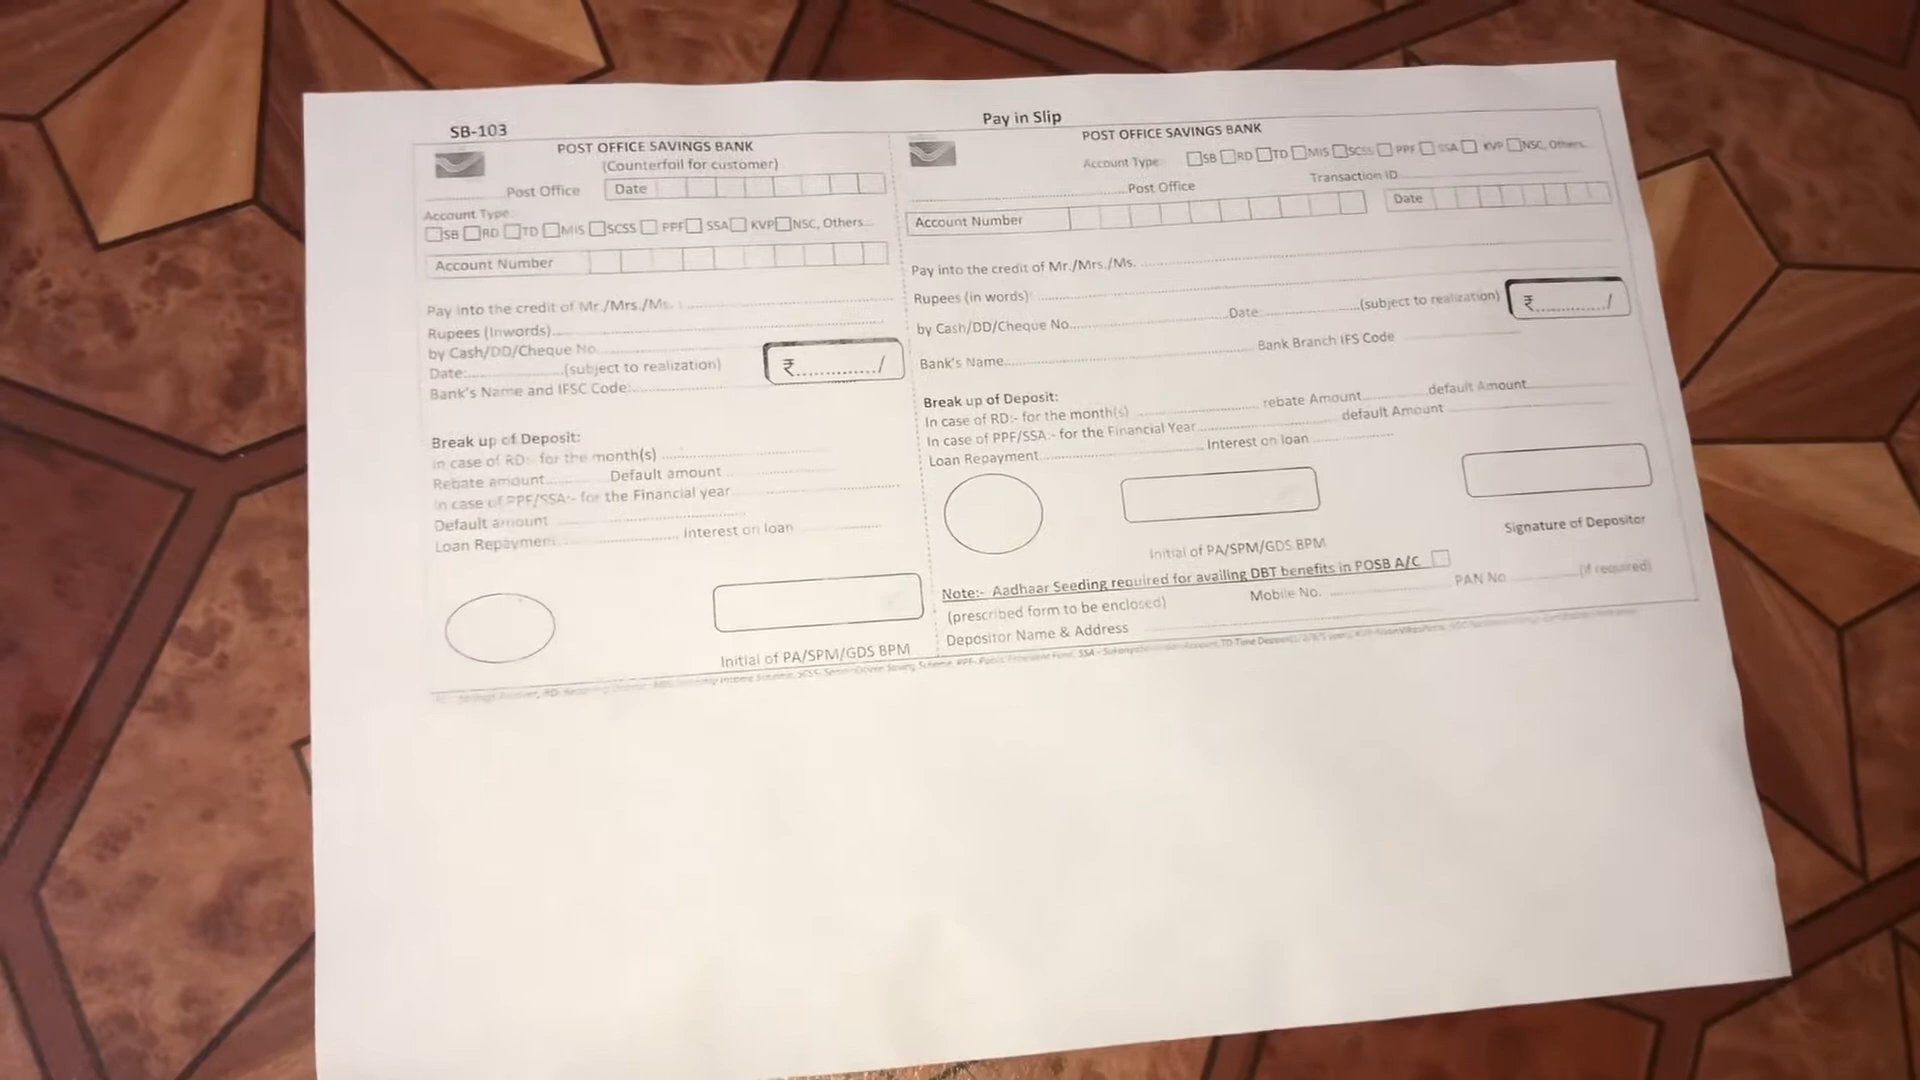 SB-103
Pay in Slip
POST OFFICE SAVINGS BANK
(Counterfoil for customer)
..............Post Office Date
Account Type
SB RD TD MIS SCSS PPF SSA KVP NSC, Others...
Account Number
Pay into the credit of Mr./Mrs./Ms.
Rupees (Inwords)
by Cash/DD/Cheque No
Date:..................(subject to realization)
₹............../
Bank's Name and IFSC Code:
Break up of Deposit:
In case of RD:- for the month(s)
Rebate amount.............Default amount
In case of PPF/SSA:- for the Financial year
Default amount
Loan Repayment........................ Interest on loan
Initial of PA/SPM/GDS BPM
POST OFFICE SAVINGS BANK
Account Type SB RD TD MIS SCSS PPF SSA KVP NSC, Others...
Post Office Transaction ID
Account Number Date
Pay into the credit of Mr./Mrs./Ms.
Rupees (in words)
₹............./
by Cash/DD/Cheque No..............................Date...................(subject to realization)
Bank's Name.......................................... Bank Branch IFS Code
Break up of Deposit:
In case of RD:- for the month(s) ..................... rebate Amount.............default Amount
In case of PPF/SSA:- for the Financial Year....................... default Amount
Loan Repayment............................ Interest on loan
Initial of PA/SPM/GDS BPM
Signature of Depositor
Note:- Aadhaar Seeding required for availing DBT benefits in POSB A/C
(prescribed form to be enclosed) Mobile No. ................... PAN No ............(if required)
Depositor Name & Address